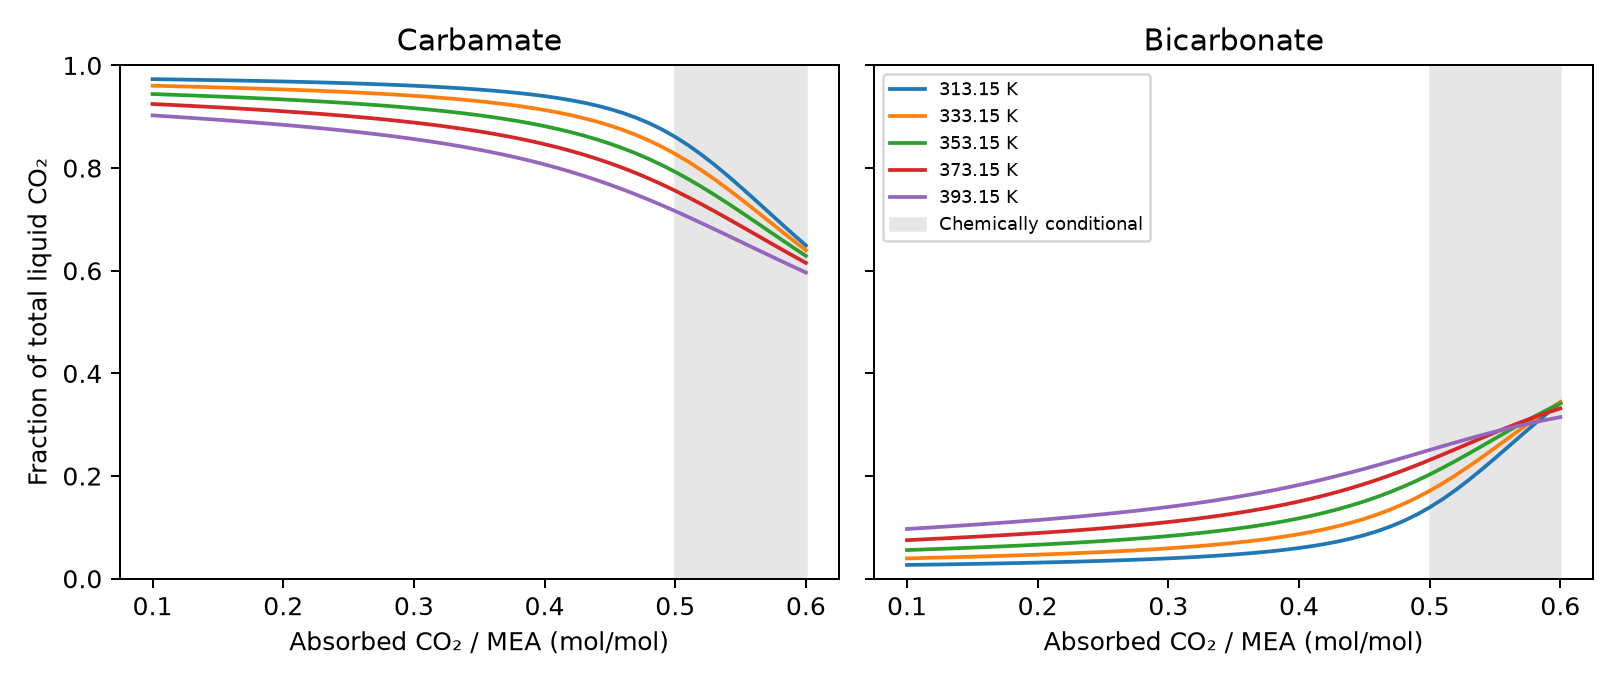 Carbamate
Bicarbonate
Fraction of total liquid CO₂
1.0
0.8
0.6
0.4
0.2
0.0
0.1 0.2 0.3 0.4 0.5 0.6
Absorbed CO₂ / MEA (mol/mol)
313.15 K
333.15 K
353.15 K
373.15 K
393.15 K
Chemically conditional
0.1 0.2 0.3 0.4 0.5 0.6
Absorbed CO₂ / MEA (mol/mol)